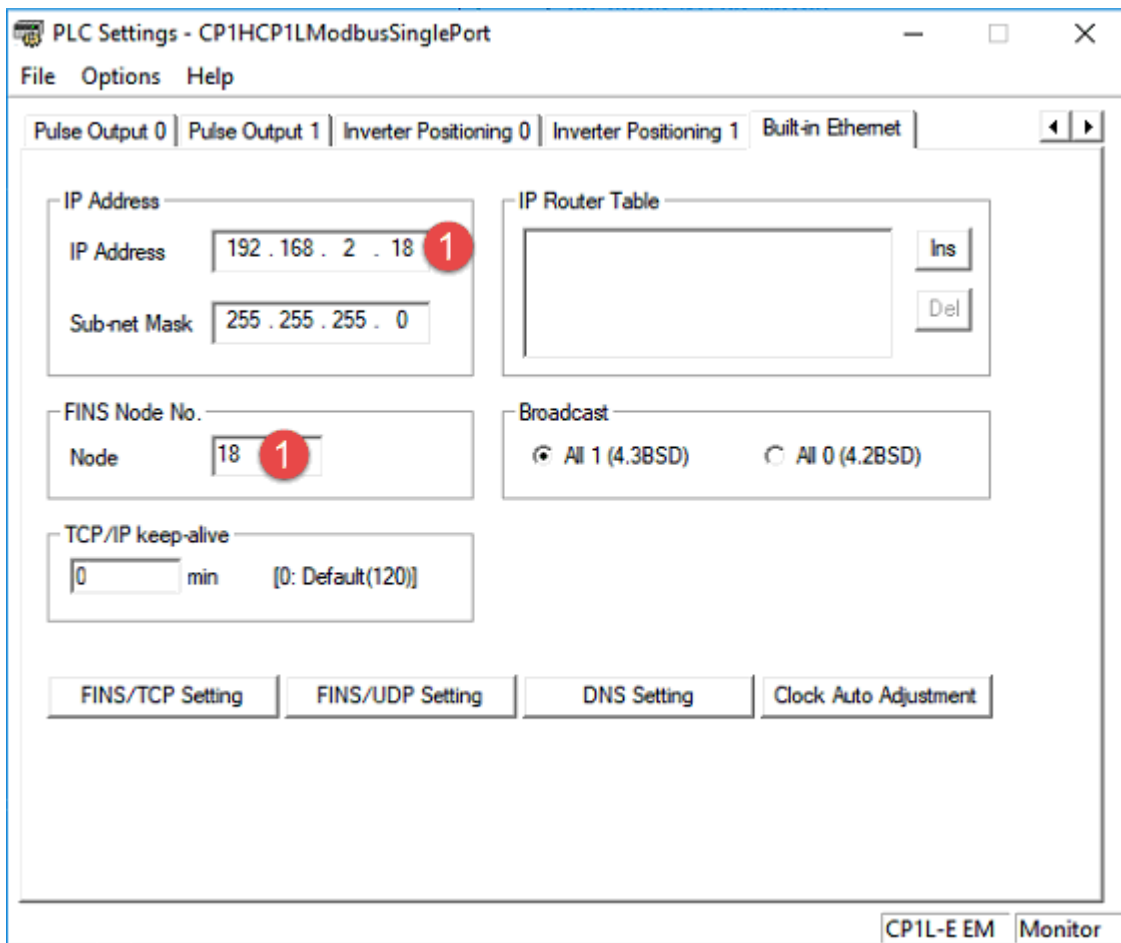 PLC Settings - CP1HCP1LModbusSinglePort
File Options Help
Pulse Output 0 Pulse Output 1 Inverter Positioning 0 Inverter Positioning 1 Built-in Ethernet
IP Address
IP Address 192 . 168 . 2 . 18 1
Sub-net Mask 255 . 255 . 255 . 0
IP Router Table
Ins
Del
FINS Node No.
Node 18 1
Broadcast
All 1 (4.3BSD) All 0 (4.2BSD)
TCP/IP keep-alive
0 min [0: Default(120)]
FINS/TCP Setting FINS/UDP Setting DNS Setting Clock Auto Adjustment
CP1L-E EM Monitor